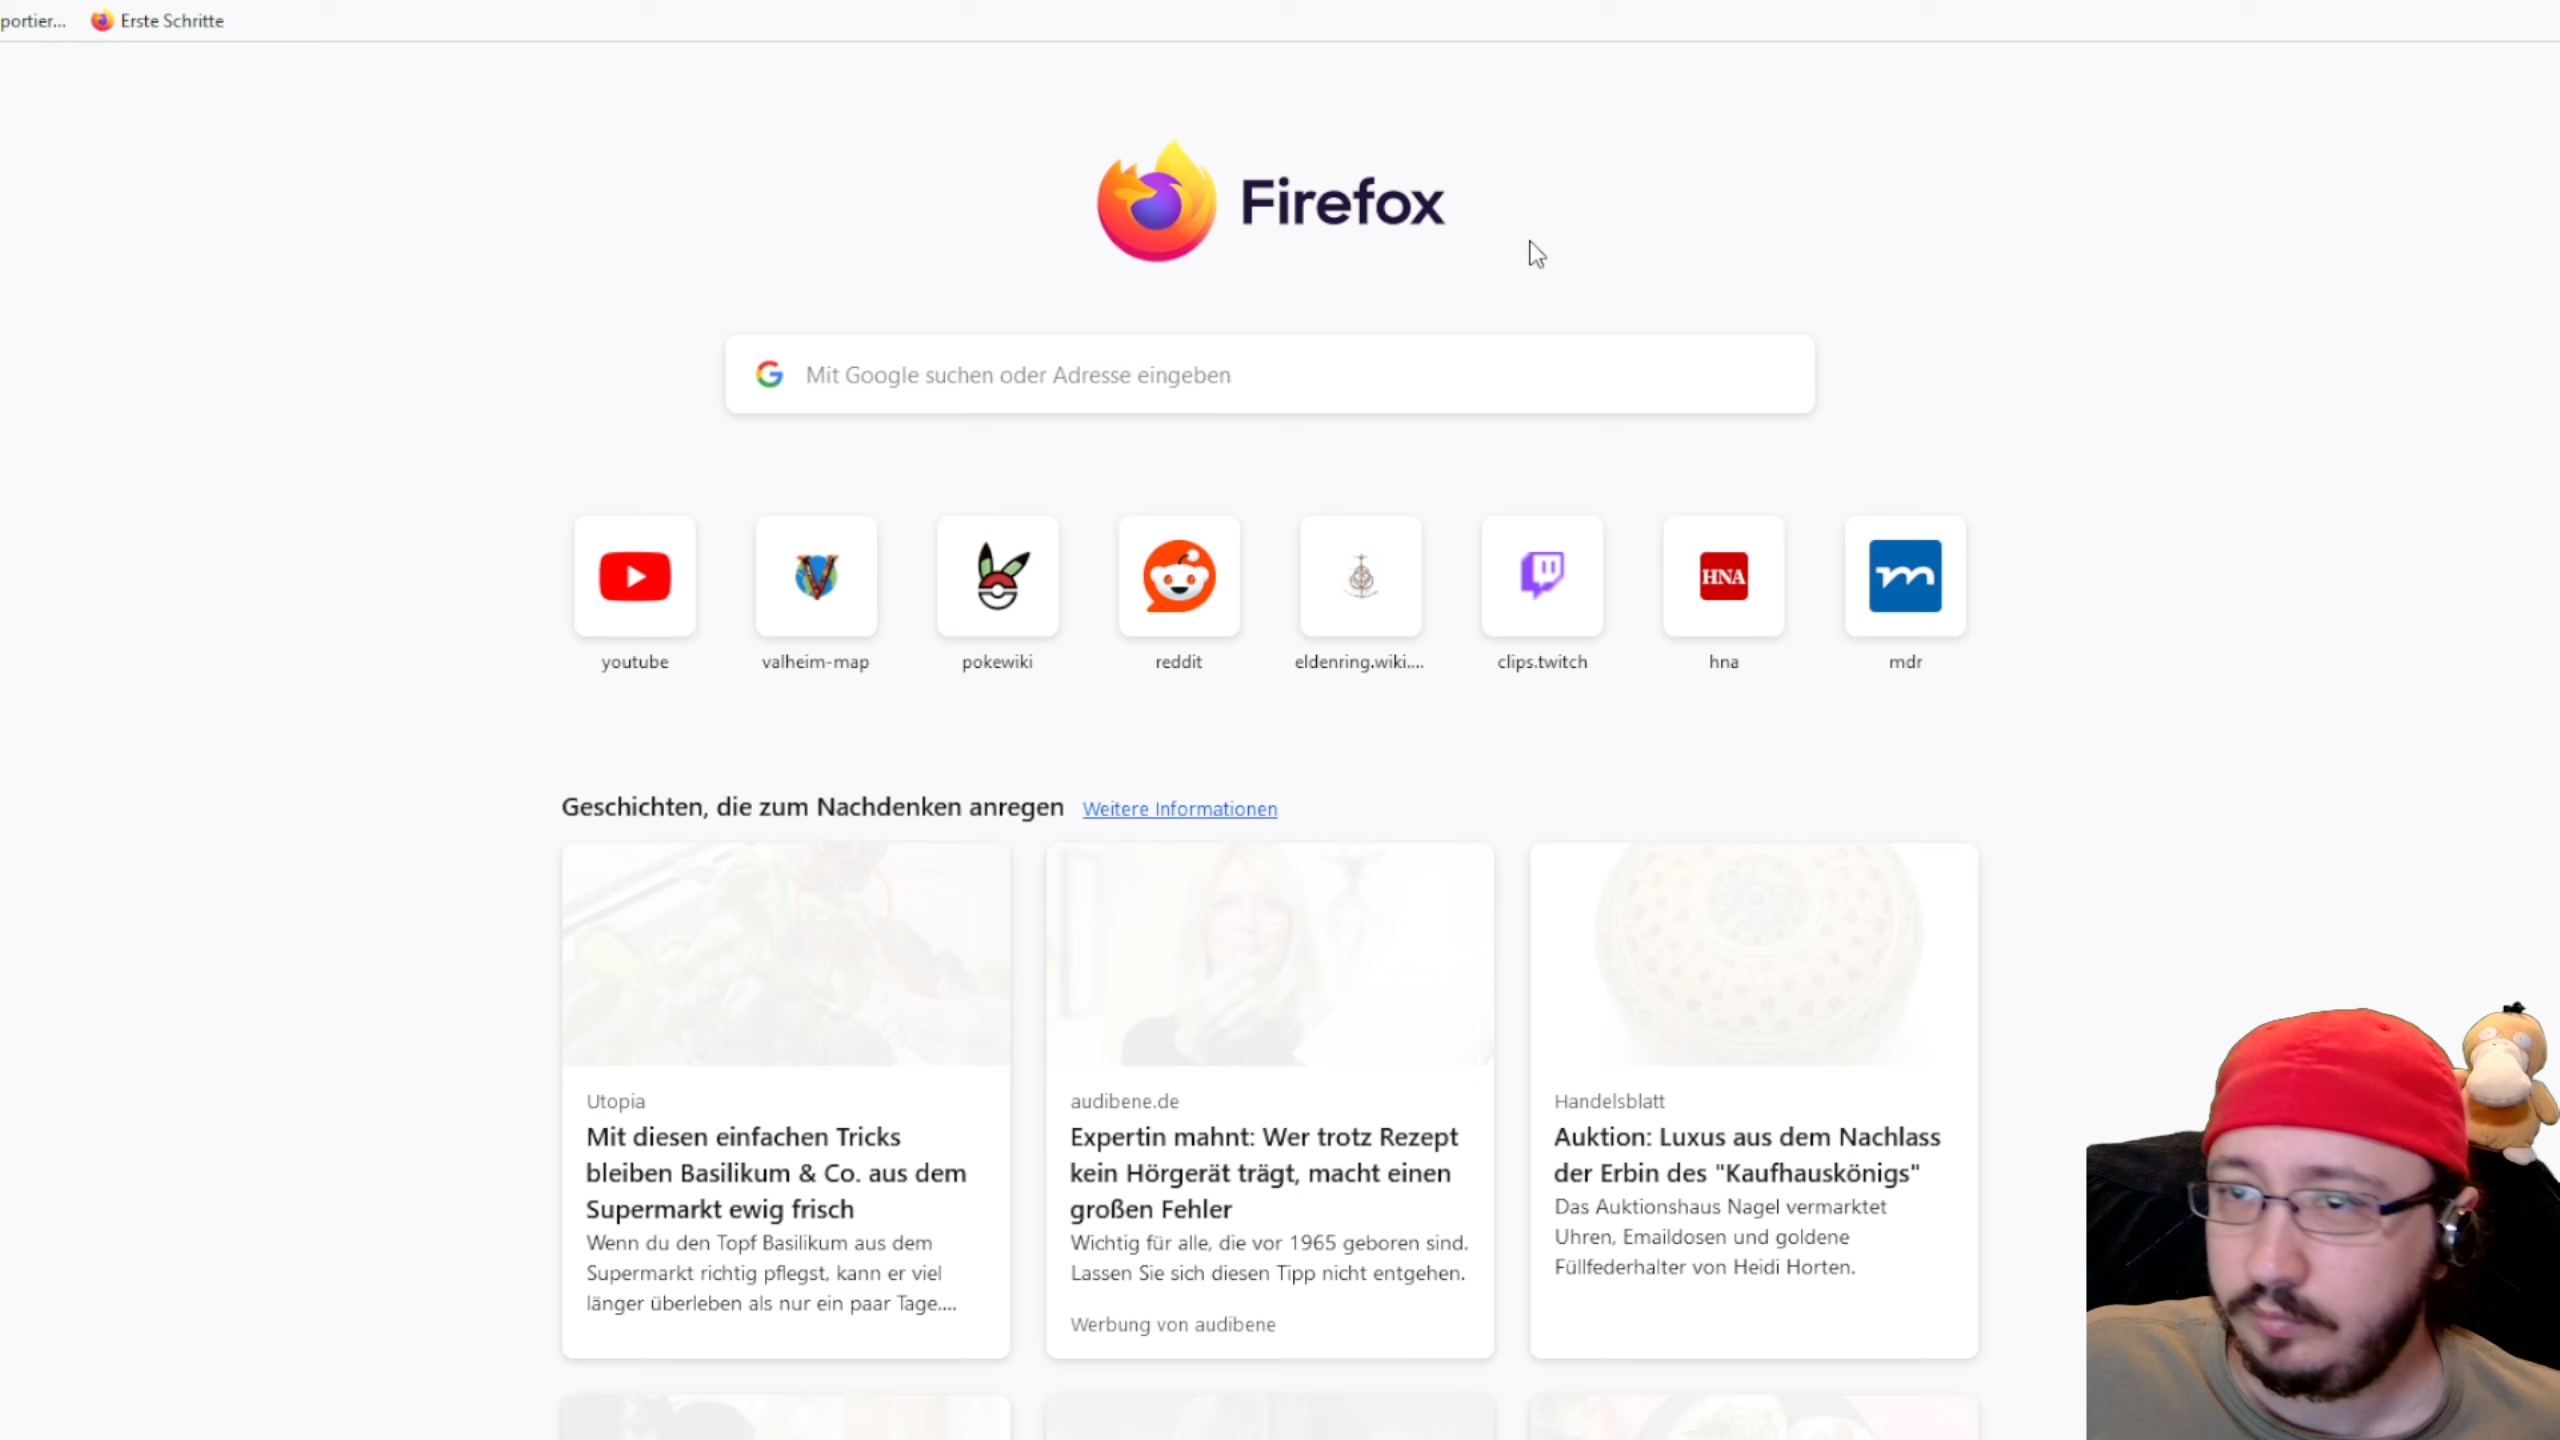 portier... Erste Schritte
Firefox
Mit Google suchen oder Adresse eingeben
HNA
youtube valheim-map pokewiki reddit eldenring.wiki.... clips.twitch hna mdr
Geschichten, die zum Nachdenken anregen Weitere Informationen
Utopia
Mit diesen einfachen Tricks
bleiben Basilikum & Co. aus dem
Supermarkt ewig frisch
Wenn du den Topf Basilikum aus dem
Supermarkt richtig pflegst, kann er viel
länger überleben als nur ein paar Tage....
audibene.de
Expertin mahnt: Wer trotz Rezept
kein Hörgerät trägt, macht einen
großen Fehler
Wichtig für alle, die vor 1965 geboren sind.
Lassen Sie sich diesen Tipp nicht entgehen.
Werbung von audibene
Handelsblatt
Auktion: Luxus aus dem Nachlass
der Erbin des "Kaufhauskönigs"
Das Auktionshaus Nagel vermarktet
Uhren, Emaildosen und goldene
Füllfederhalter von Heidi Horten.